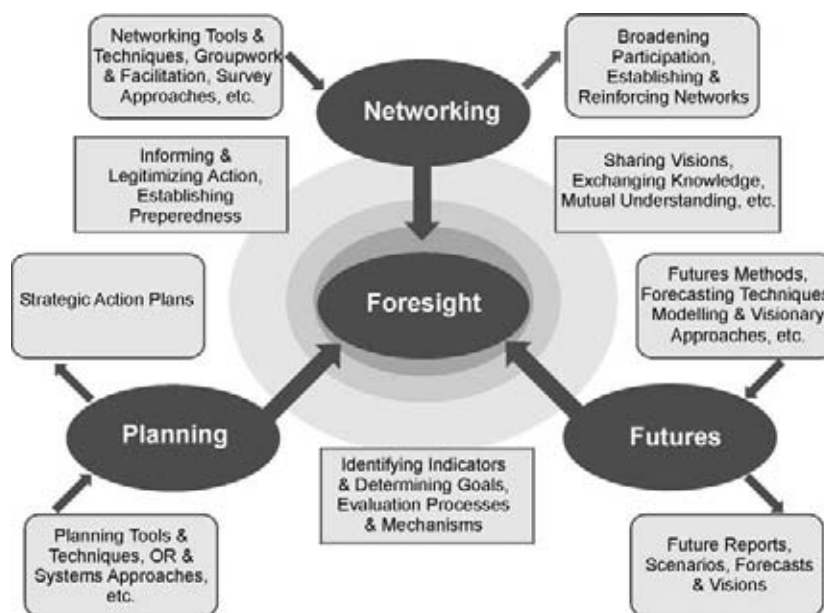 Networking Tools &
Techniques, Groupwork
& Facilitation, Survey
Approaches, etc.
Networking
Broadening
Participation,
Establishing &
Reinforcing Networks
Informing &
Legitimizing Action,
Establishing
Preperedness
Sharing Visions,
Exchanging Knowledge,
Mutual Understanding, etc.
Strategic Action Plans
Foresight
Futures Methods,
Forecasting Techniques
Modelling & Visionary
Approaches, etc.
Planning
Futures
Identifying Indicators
& Determining Goals,
Evaluation Processes
& Mechanisms
Planning Tools &
Techniques, OR &
Systems Approaches,
etc.
Future Reports,
Scenarios, Forecasts
& Visions